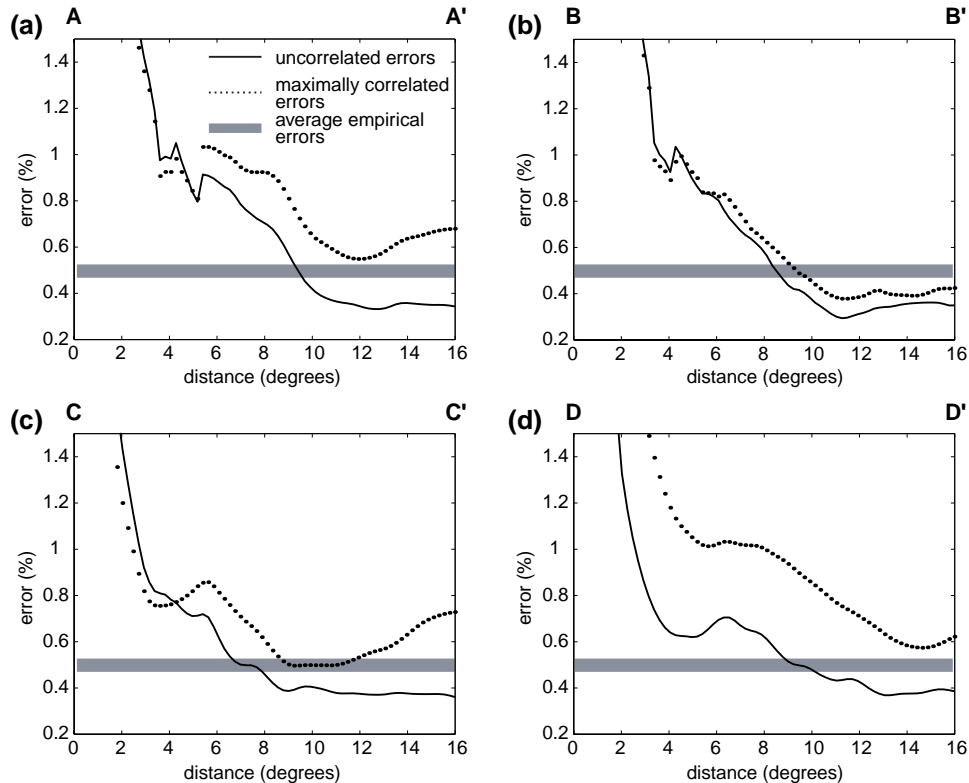 A A'
(a)
1.4
1.2
1
0.8
0.6
0.4
0.2
error (%)
uncorrelated errors
maximally correlated
errors
average empirical
errors
0 2 4 6 8 10 12 14 16
distance (degrees)
B B'
(b)
1.4
1.2
1
0.8
0.6
0.4
0.2
error (%)
0 2 4 6 8 10 12 14 16
distance (degrees)
C C'
(c)
1.4
1.2
1
0.8
0.6
0.4
0.2
error (%)
0 2 4 6 8 10 12 14 16
distance (degrees)
D D'
(d)
1.4
1.2
1
0.8
0.6
0.4
0.2
error (%)
0 2 4 6 8 10 12 14 16
distance (degrees)